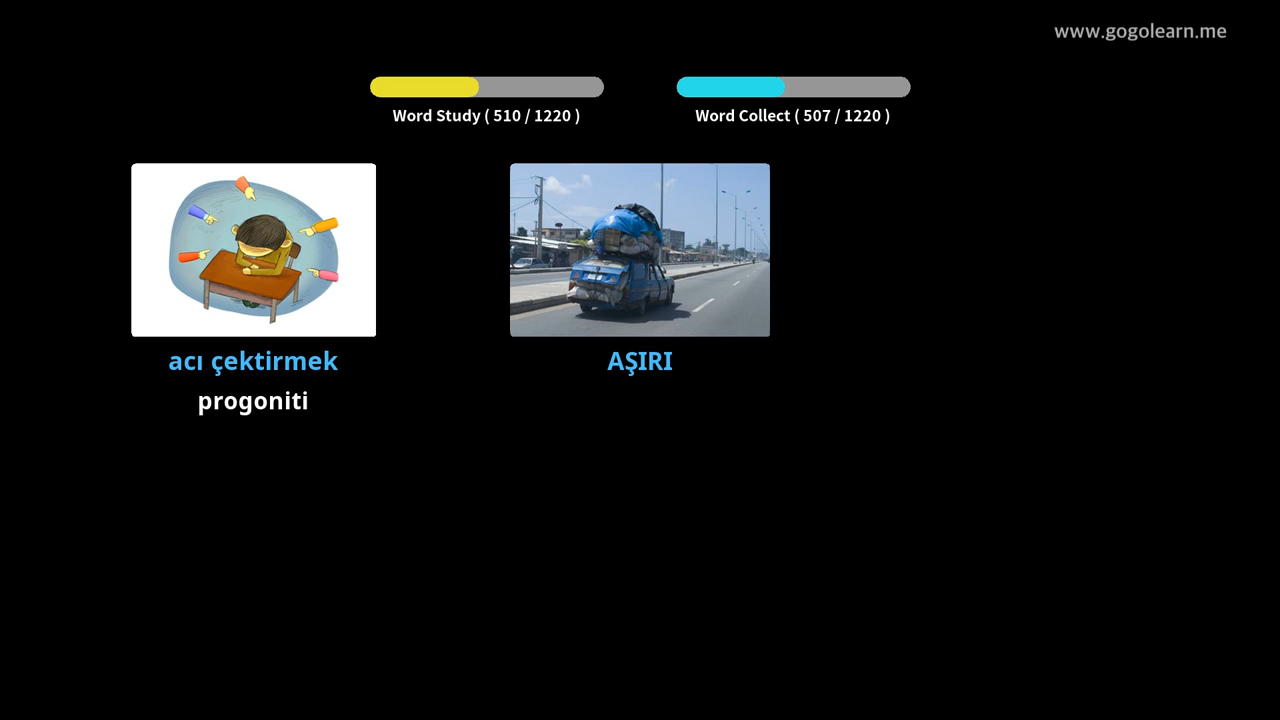 www.gogolearn.me
Word Study ( 510 / 1220 )
Word Collect ( 507 / 1220 )
acı çektirmek
AŞIRI
progoniti